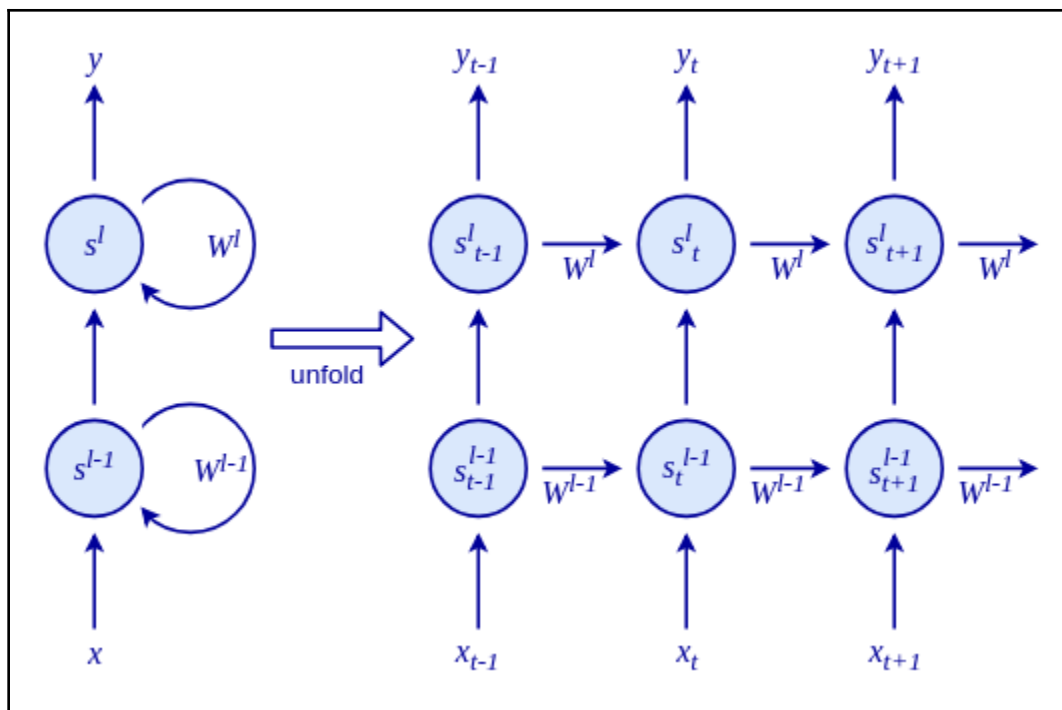 y y_{t-1} y_t y_{t+1}
s^l W^l s^l_{t-1} W^l s^l_t W^l s^l_{t+1} W^l
unfold
s^{l-1} W^{l-1} s^{l-1}_{t-1} W^{l-1} s_t^{l-1} W^{l-1} s^{l-1}_{t+1} W^{l-1}
x x_{t-1} x_t x_{t+1}